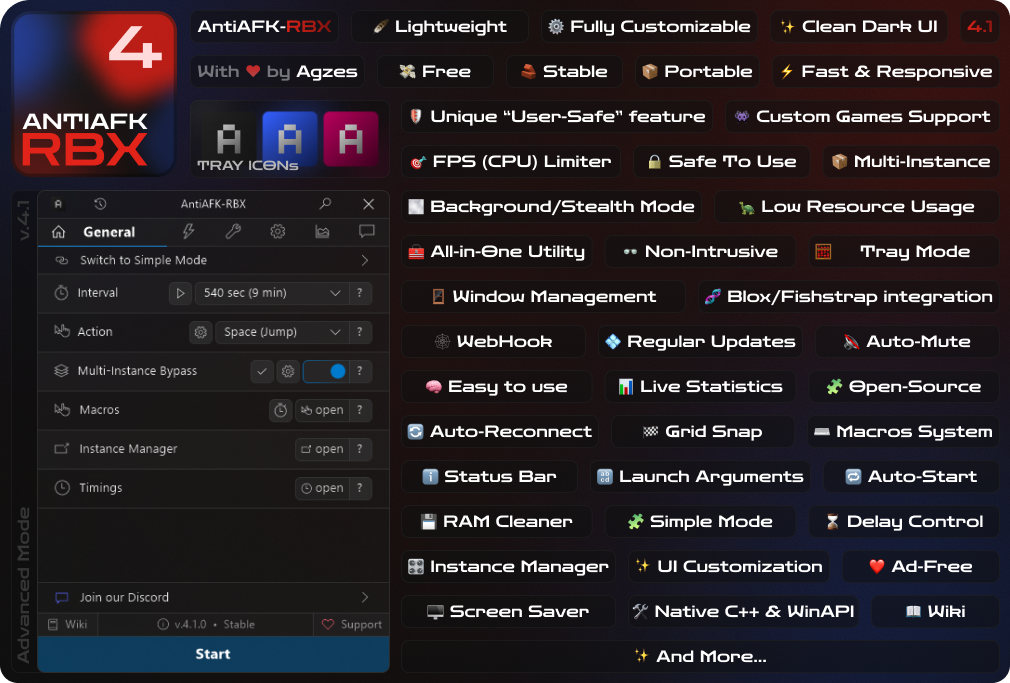 4
ANTIAFK
RBX
AntiAFK-RBX
Lightweight
Fully Customizable
Clean Dark UI
4.1
With ❤ by Agzes
Free
Stable
Portable
Fast & Responsive
A A A
TRAY ICONs
Unique “User-Safe” feature
Custom Games Support
FPS (CPU) Limiter
Safe To Use
Multi-Instance
Background/Stealth Mode
Low Resource Usage
All-in-One Utility
Non-Intrusive
Tray Mode
Window Management
Blox/Fishstrap integration
WebHook
Regular Updates
Auto-Mute
Easy to use
Live Statistics
Open-Source
Auto-Reconnect
Grid Snap
Macros System
Status Bar
Launch Arguments
Auto-Start
RAM Cleaner
Simple Mode
Delay Control
Instance Manager
UI Customization
Ad-Free
Screen Saver
Native C++ & WinAPI
Wiki
And More...
v.4.1
Advanced Mode
A
AntiAFK-RBX
General
Switch to Simple Mode
Interval
540 sec (9 min)
?
Action
Space (Jump)
?
Multi-Instance Bypass
?
Macros
open
?
Instance Manager
open
?
Timings
open
?
Join our Discord
Wiki
v.4.1.0 • Stable
Support
Start